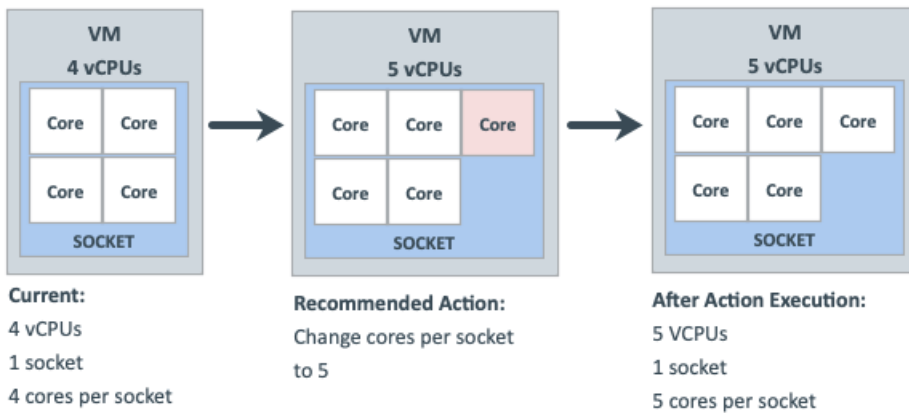 VM
4 vCPUs
Core Core
Core Core
SOCKET
VM
5 vCPUs
Core Core Core
Core Core
SOCKET
VM
5 vCPUs
Core Core Core
Core Core
SOCKET
Current:
4 vCPUs
1 socket
4 cores per socket
Recommended Action:
Change cores per socket
to 5
After Action Execution:
5 VCPUs
1 socket
5 cores per socket